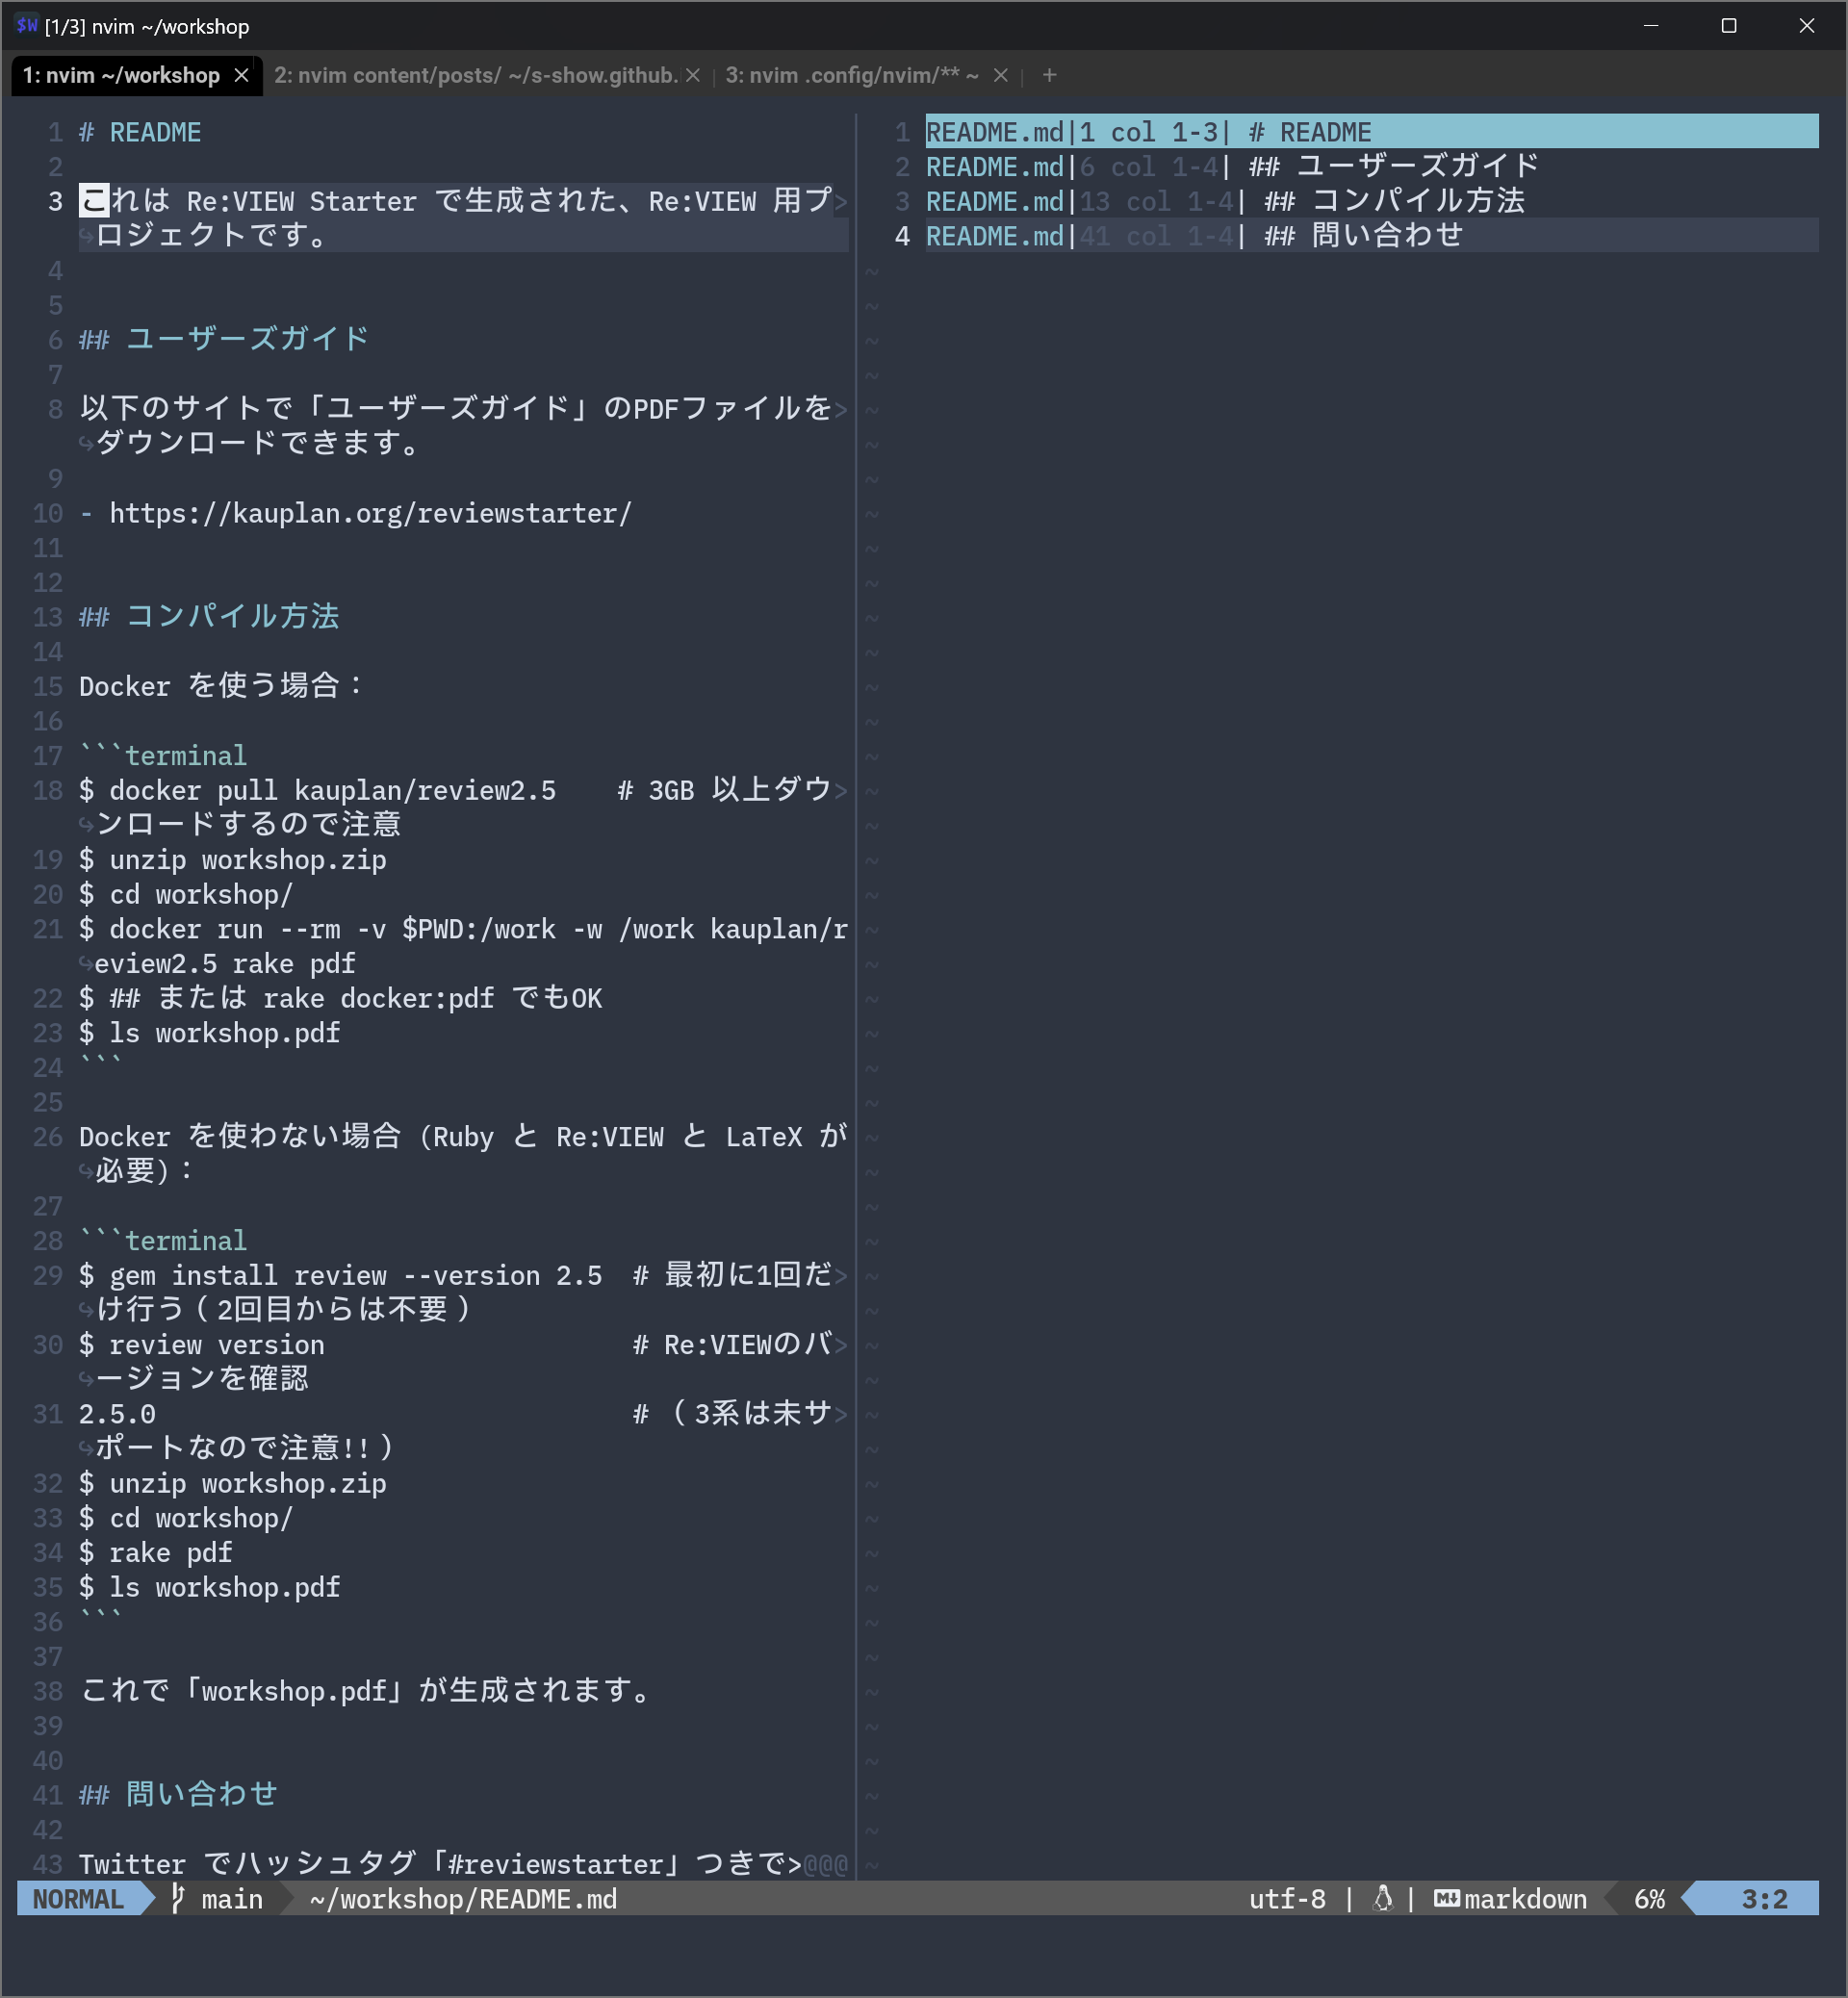 $W [1/3] nvim ~/workshop
1: nvim ~/workshop × 2: nvim content/posts/ ~/s-show.github. × | 3: nvim .config/nvim/** ~ × | +
1 # README
2
3 これは Re:VIEW Starter で生成された、Re:VIEW 用プ>
↪ロジェクトです。
4
5
6 ## ユーザーズガイド
7
8 以下のサイトで「ユーザーズガイド」のPDFファイルを>
↪ダウンロードできます。
9
10 - https://kauplan.org/reviewstarter/
11
12
13 ## コンパイル方法
14
15 Docker を使う場合：
16
17 ```terminal
18 $ docker pull kauplan/review2.5    # 3GB 以上ダウ>
↪ンロードするので注意
19 $ unzip workshop.zip
20 $ cd workshop/
21 $ docker run --rm -v $PWD:/work -w /work kauplan/r
↪eview2.5 rake pdf
22 $ ## または rake docker:pdf でもOK
23 $ ls workshop.pdf
24 ```
25
26 Docker を使わない場合 (Ruby と Re:VIEW と LaTeX が
↪必要)：
27
28 ```terminal
29 $ gem install review --version 2.5  # 最初に1回だ>
↪け行う（2回目からは不要）
30 $ review version                    # Re:VIEWのバ>
↪ージョンを確認
31 2.5.0                               # （3系は未サ>
↪ポートなので注意!!）
32 $ unzip workshop.zip
33 $ cd workshop/
34 $ rake pdf
35 $ ls workshop.pdf
36 ```
37
38 これで「workshop.pdf」が生成されます。
39
40
41 ## 問い合わせ
42
43 Twitter でハッシュタグ「#reviewstarter」つきで>@@@
1 README.md|1 col 1-3| # README
2 README.md|6 col 1-4| ## ユーザーズガイド
3 README.md|13 col 1-4| ## コンパイル方法
4 README.md|41 col 1-4| ## 問い合わせ
NORMAL main ~/workshop/README.md utf-8 | | markdown 6% 3:2